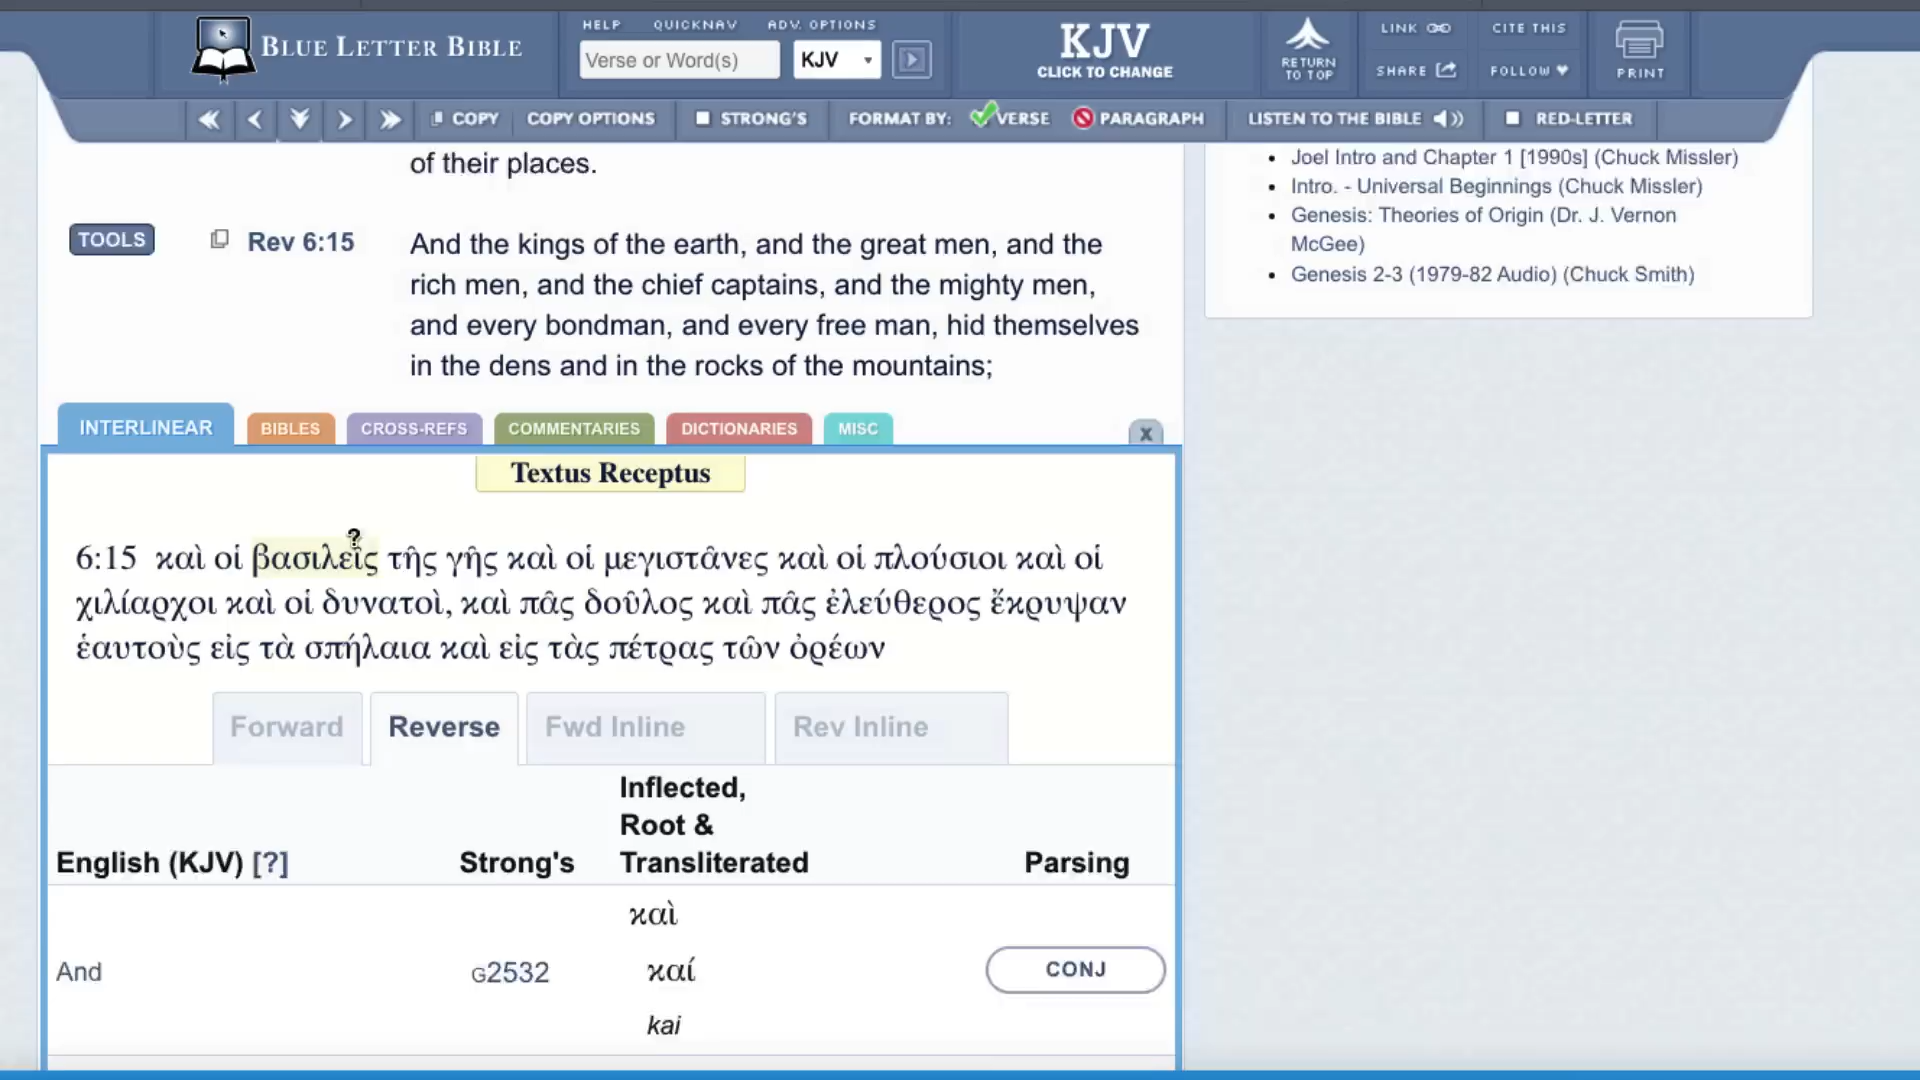 BLUE LETTER BIBLE
HELP QUICKNAV ADV. OPTIONS
Verse or Word(s) KJV
KJV
CLICK TO CHANGE
RETURN
TO TOP
LINK
SHARE
CITE THIS
FOLLOW
PRINT
COPY COPY OPTIONS STRONG'S FORMAT BY: VERSE PARAGRAPH LISTEN TO THE BIBLE RED-LETTER
of their places.
TOOLS Rev 6:15 And the kings of the earth, and the great men, and the
rich men, and the chief captains, and the mighty men,
and every bondman, and every free man, hid themselves
in the dens and in the rocks of the mountains;
INTERLINEAR BIBLES CROSS-REFS COMMENTARIES DICTIONARIES MISC X
Textus Receptus
6:15 καὶ οἱ βασιλεῖς τῆς γῆς καὶ οἱ μεγιστᾶνες καὶ οἱ πλούσιοι καὶ οἱ
χιλίαρχοι καὶ οἱ δυνατοὶ, καὶ πᾶς δοῦλος καὶ πᾶς ἐλεύθερος ἔκρυψαν
ἑαυτοὺς εἰς τὰ σπήλαια καὶ εἰς τὰς πέτρας τῶν ὀρέων
Forward Reverse Fwd Inline Rev Inline
English (KJV) [?]
Strong's
Inflected,
Root &
Transliterated
Parsing
And
G2532
καὶ
καί
kai
CONJ
• Joel Intro and Chapter 1 [1990s] (Chuck Missler)
• Intro. - Universal Beginnings (Chuck Missler)
• Genesis: Theories of Origin (Dr. J. Vernon
McGee)
• Genesis 2-3 (1979-82 Audio) (Chuck Smith)